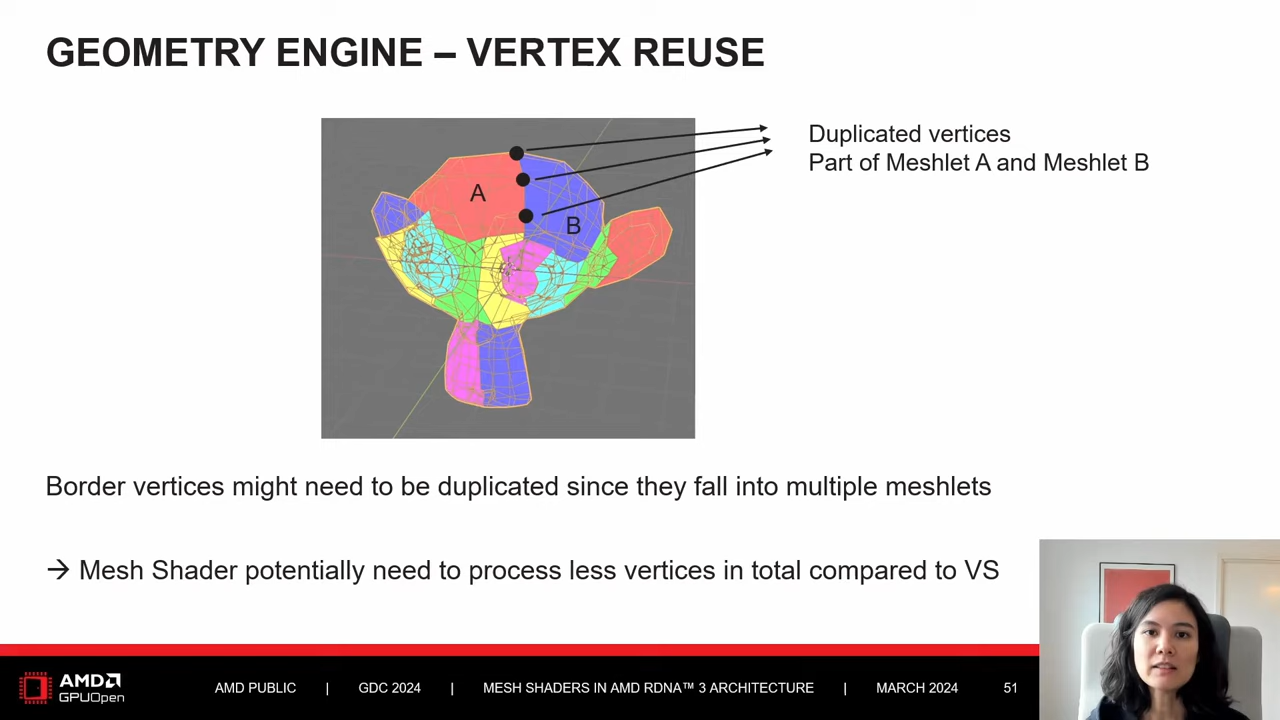 GEOMETRY ENGINE – VERTEX REUSE
Duplicated vertices
Part of Meshlet A and Meshlet B
A
B
Border vertices might need to be duplicated since they fall into multiple meshlets
→ Mesh Shader potentially need to process less vertices in total compared to VS
AMD
GPUOpen
AMD PUBLIC | GDC 2024 | MESH SHADERS IN AMD RDNA™ 3 ARCHITECTURE | MARCH 2024 51